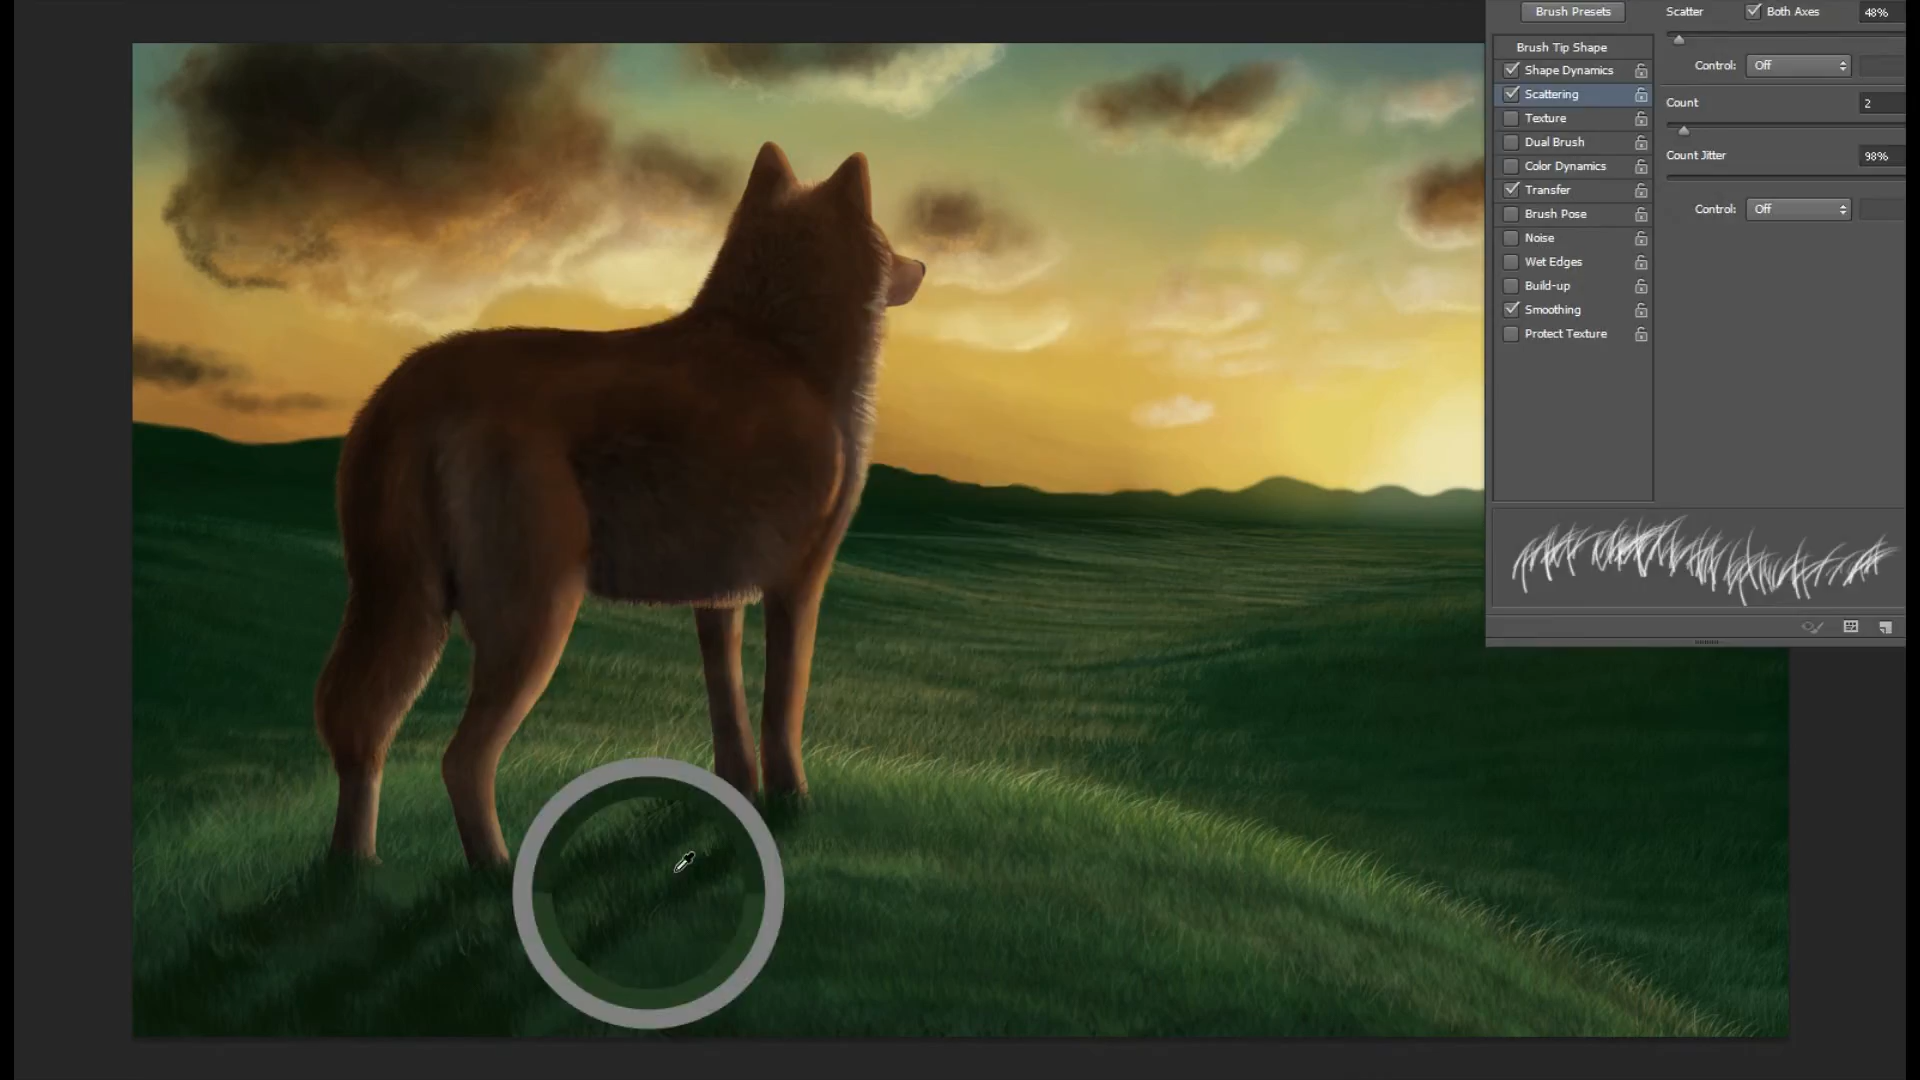 Brush Presets
Scatter
Both Axes
48%
Brush Tip Shape
Shape Dynamics
Control:
Off
Scattering
Count
2
Texture
Dual Brush
Count Jitter
98%
Color Dynamics
Transfer
Control:
Off
Brush Pose
Noise
Wet Edges
Build-up
Smoothing
Protect Texture